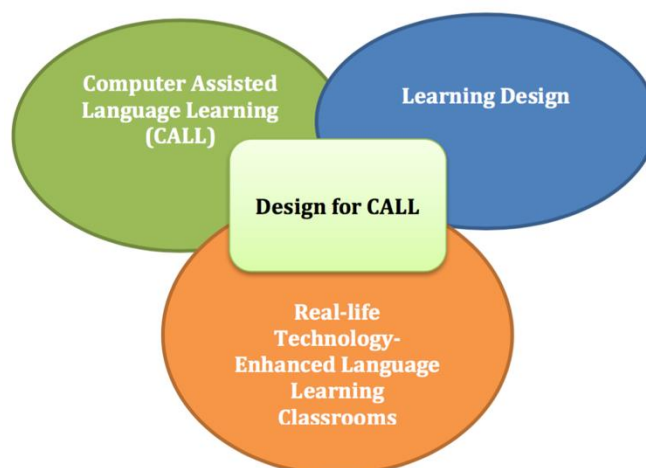 Computer Assisted
Language Learning
(CALL)
Learning Design
Design for CALL
Real-life
Technology-
Enhanced Language
Learning
Classrooms